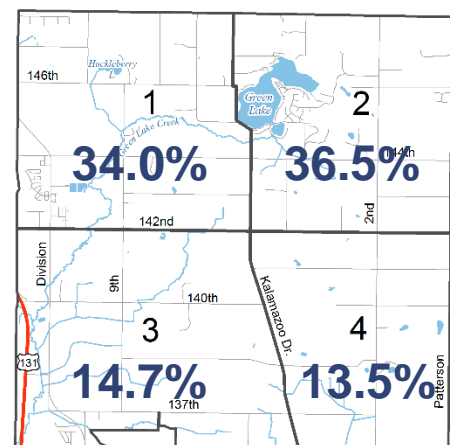 Huckleberry
L.
146th
1
Green
Lake
2
Green Lake Creek
144th
34.0%
36.5%
142nd
2nd
Division
9th
140th
Kalamazoo Dr.
3
4
131
14.7%
13.5%
Patterson
137th